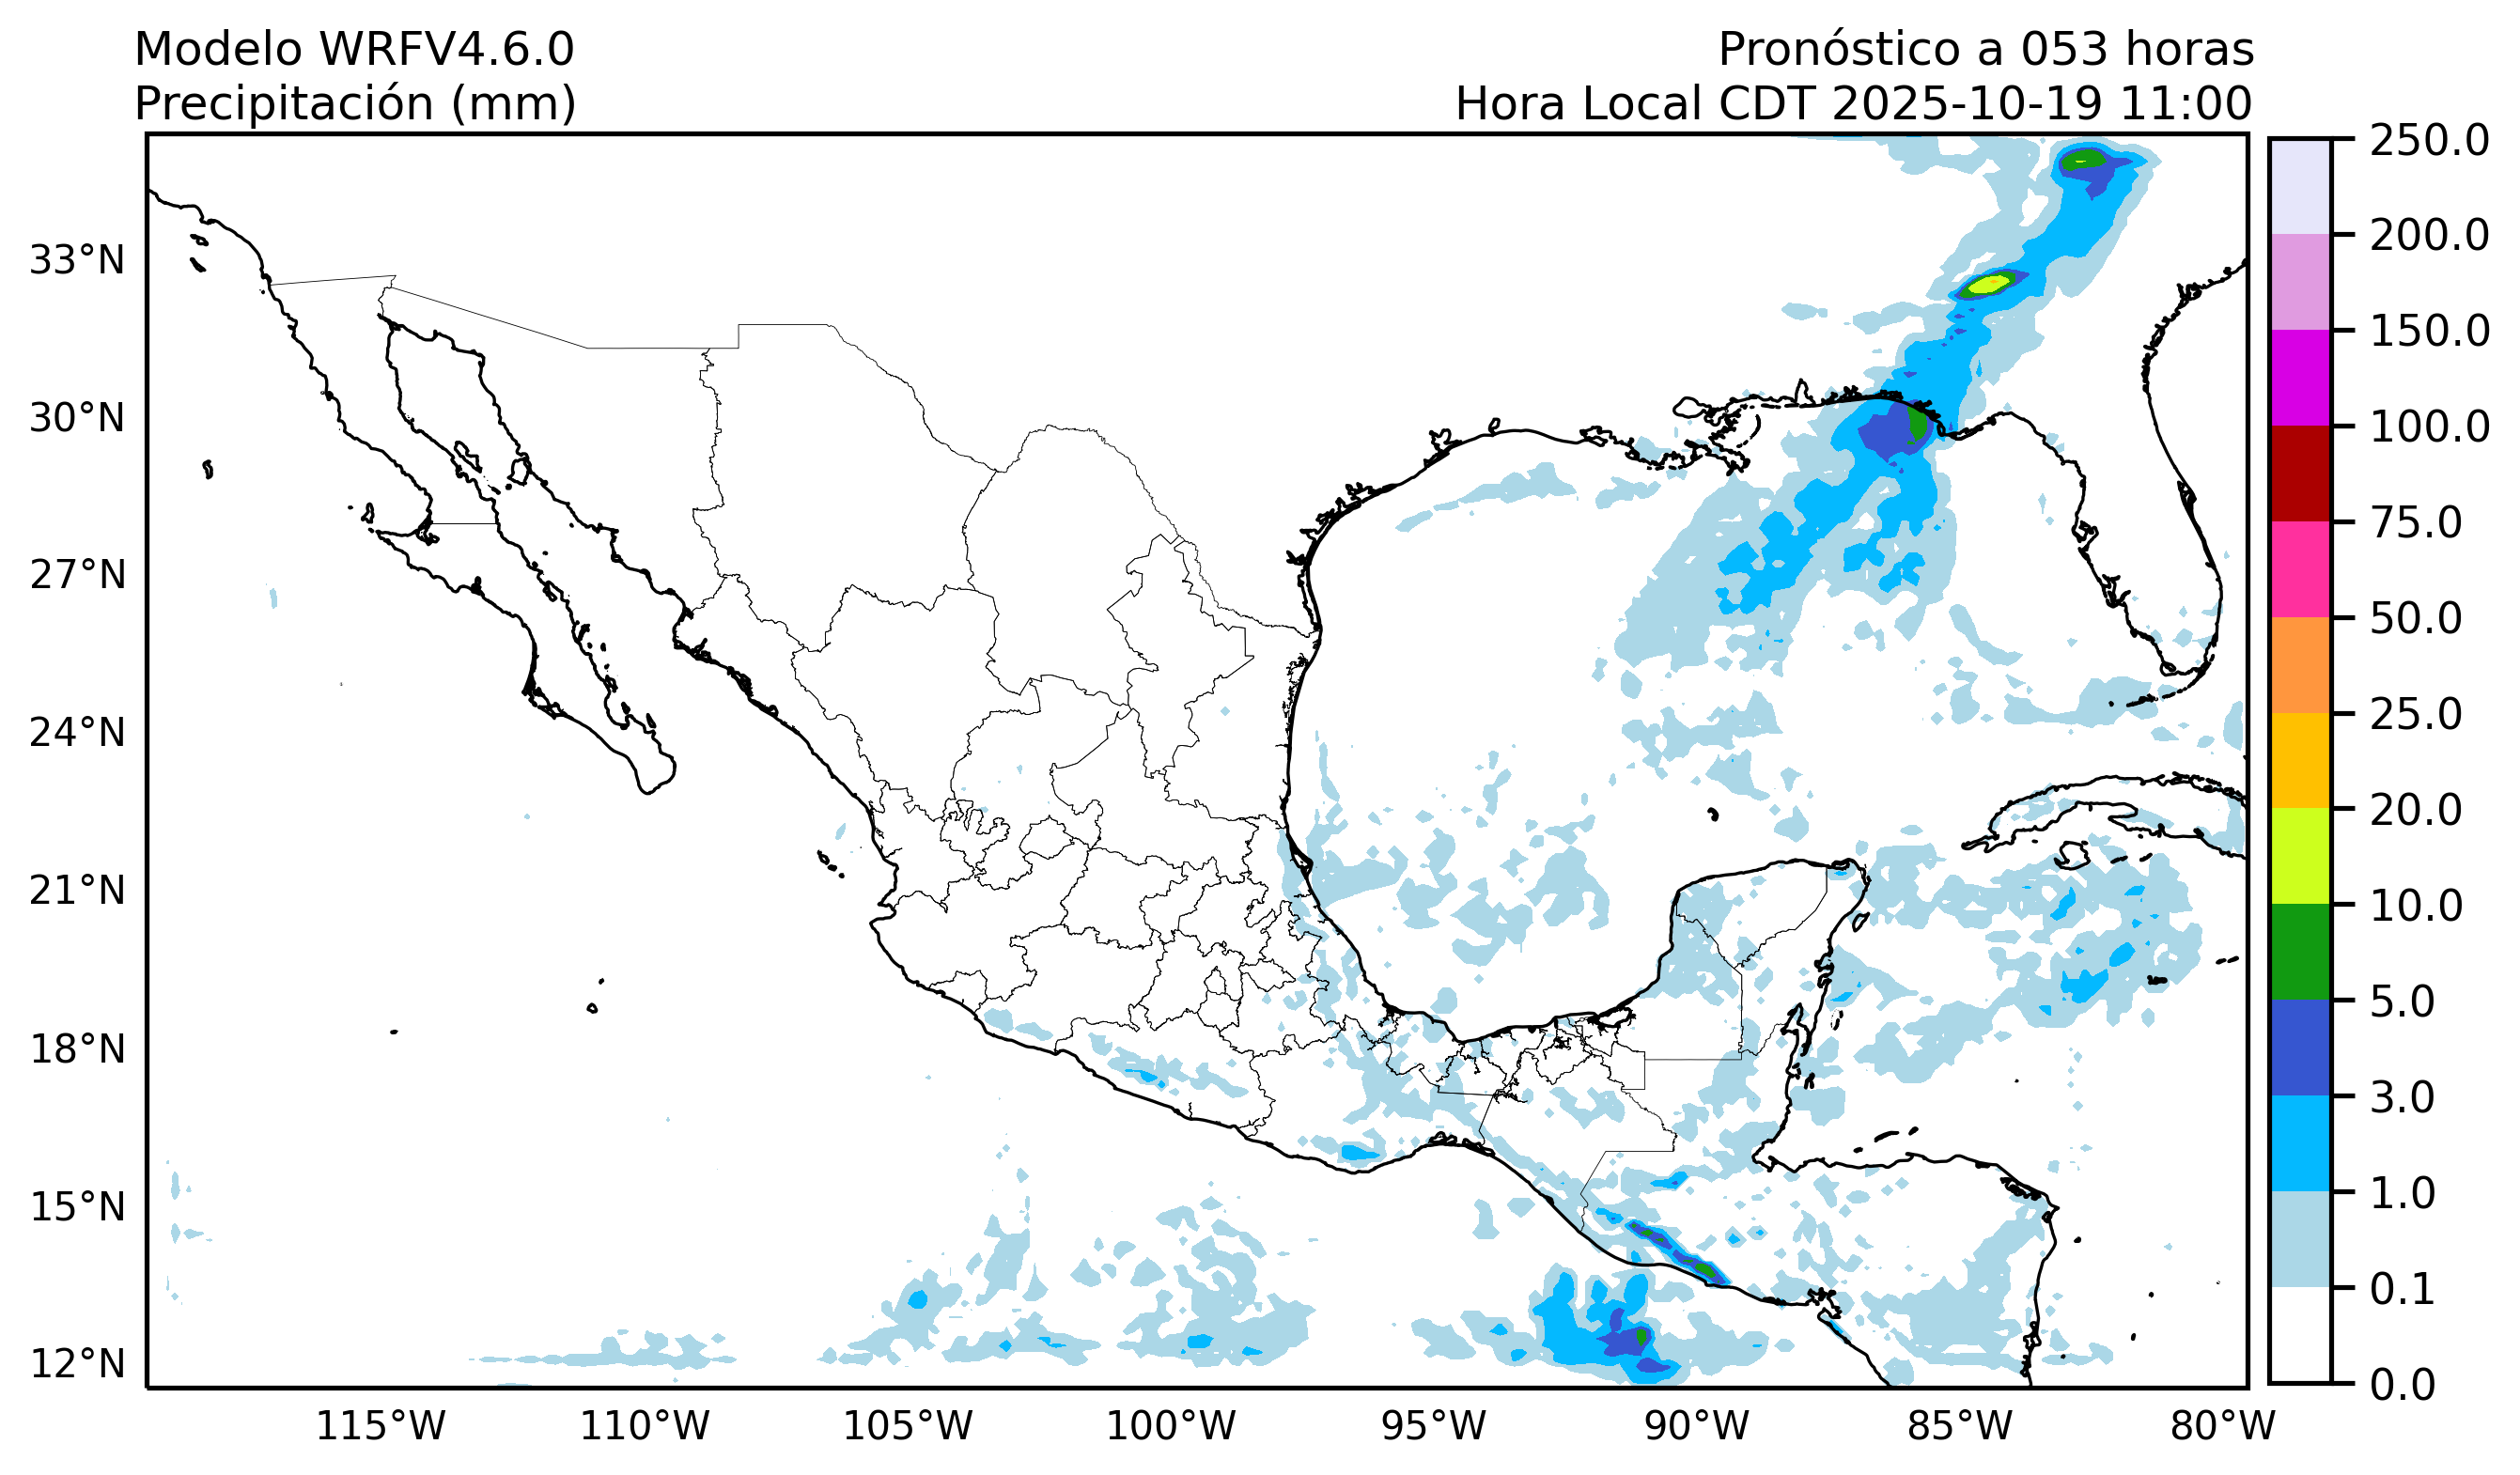 Modelo WRFV4.6.0
Pronóstico a 053 horas
Precipitación (mm)
Hora Local CDT 2025-10-19 11:00
33°N
30°N
27°N
24°N
21°N
18°N
15°N
12°N
115°W
110°W
105°W
100°W
95°W
90°W
85°W
80°W
250.0
200.0
150.0
100.0
75.0
50.0
25.0
20.0
10.0
5.0
3.0
1.0
0.1
0.0